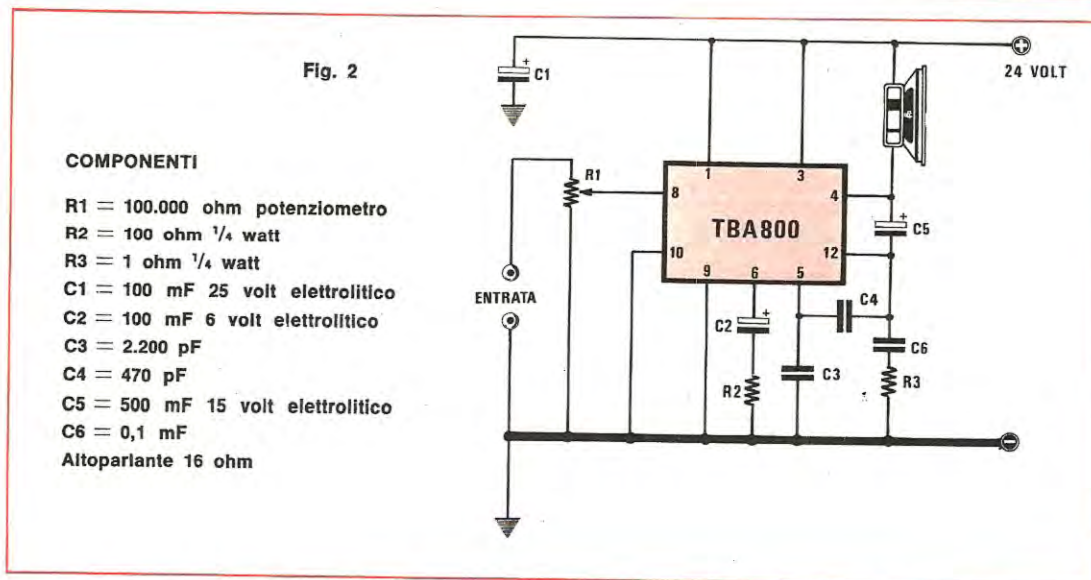 Fig. 2
COMPONENTI
R1 = 100.000 ohm potenziometro
R2 = 100 ohm 1/4 watt
R3 = 1 ohm 1/4 watt
C1 = 100 mF 25 volt elettrolitico
C2 = 100 mF 6 volt elettrolitico
C3 = 2.200 pF
C4 = 470 pF
C5 = 500 mF 15 volt elettrolitico
C6 = 0,1 mF
Altoparlante 16 ohm
+
C1
+
24 VOLT
R1
1
3
8
4
TBA800
+
C5
10
12
9
6
5
ENTRATA
C4
C2
+
C6
C3
R2
R3
-